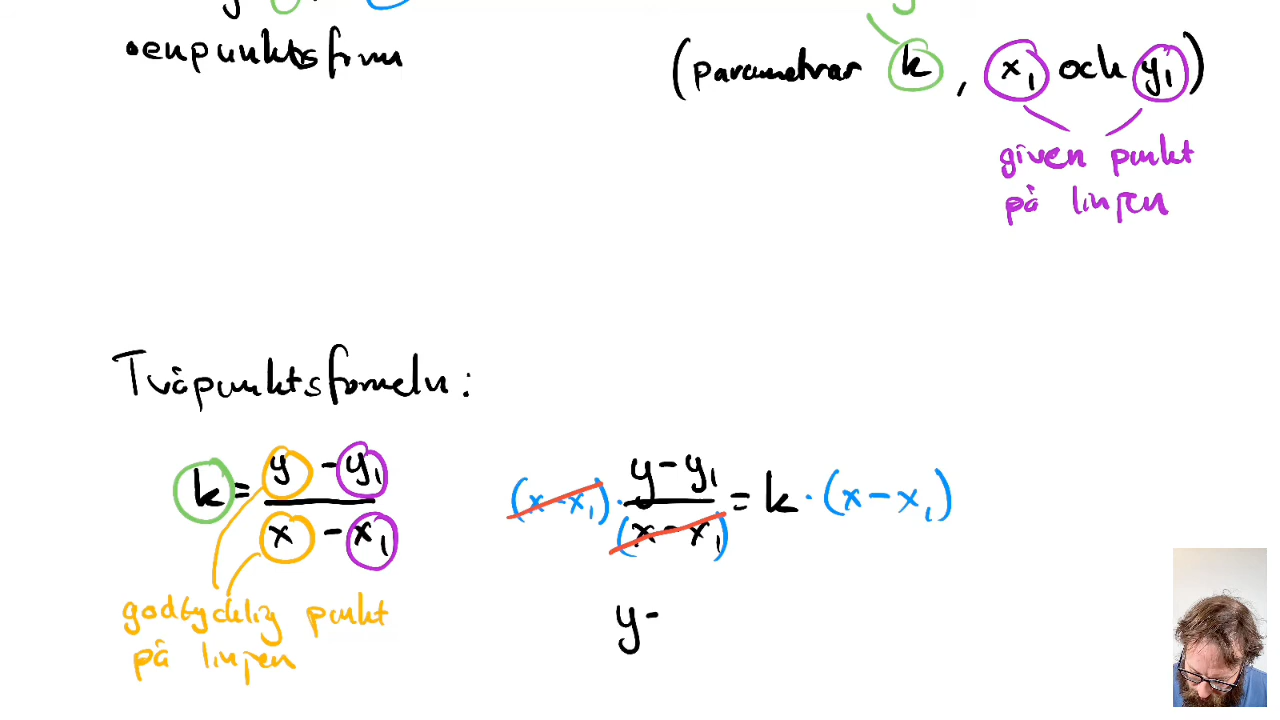 •enpunktsform
(parametrar k, x₁ och y₁)
given punkt
på linjen
Tvåpunktsformeln:
k = (y - y₁) / (x - x₁)
(x - x₁) · (y - y₁) / (x - x₁) = k · (x - x₁)
godtycklig punkt
på linjen
y -